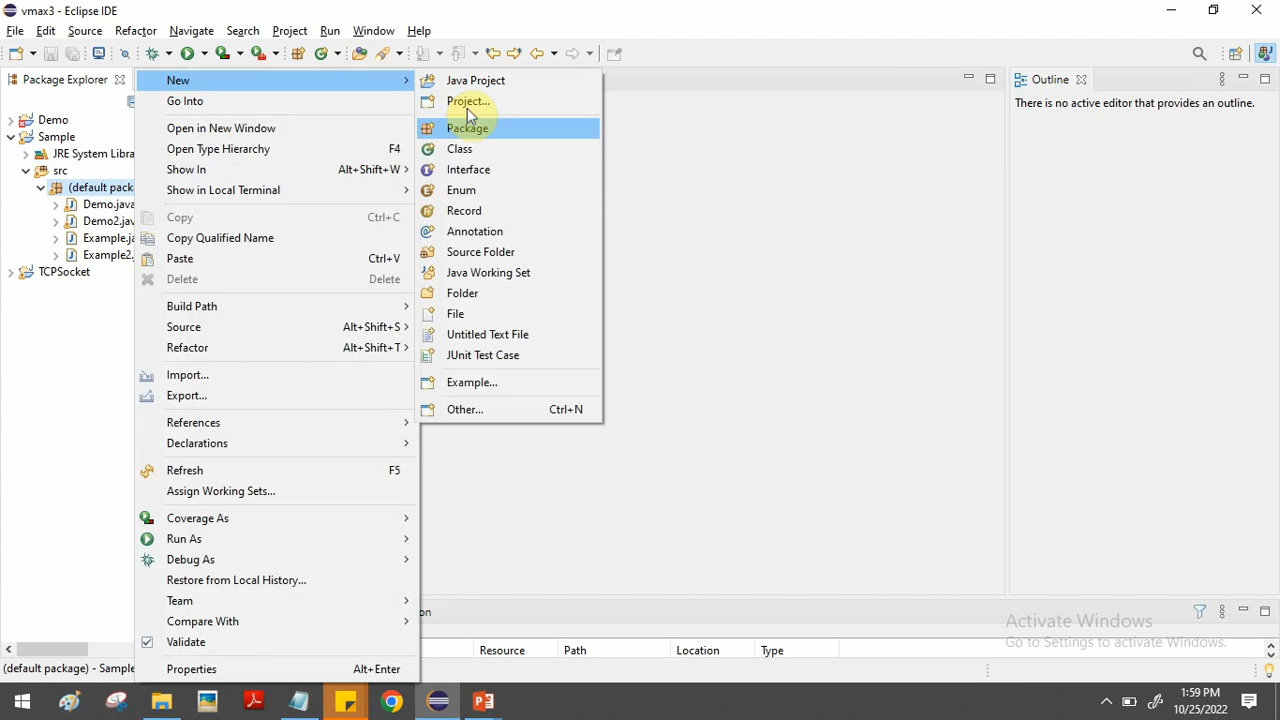 vmax3 - Eclipse IDE
File Edit Source Refactor Navigate Search Project Run Window Help
Package Explorer
Demo
Sample
JRE System Libra
src
(default pack
Demo.java
Demo2.jav
Example.ja
Example2.
TCPSocket
New
Go Into
Open in New Window
Open Type Hierarchy F4
Show In Alt+Shift+W
Show in Local Terminal
Copy Ctrl+C
Copy Qualified Name
Paste Ctrl+V
Delete Delete
Build Path
Source Alt+Shift+S
Refactor Alt+Shift+T
Import...
Export...
References
Declarations
Refresh F5
Assign Working Sets...
Coverage As
Run As
Debug As
Restore from Local History...
Team
Compare With
Validate
Properties Alt+Enter
Java Project
Project...
Package
Class
Interface
Enum
Record
Annotation
Source Folder
Java Working Set
Folder
File
Untitled Text File
JUnit Test Case
Example...
Other... Ctrl+N
Outline
There is no active editor that provides an outline.
on
Resource Path Location Type
Activate Windows
Go to Settings to activate Windows.
(default package) - Sample
1:59 PM
10/25/2022